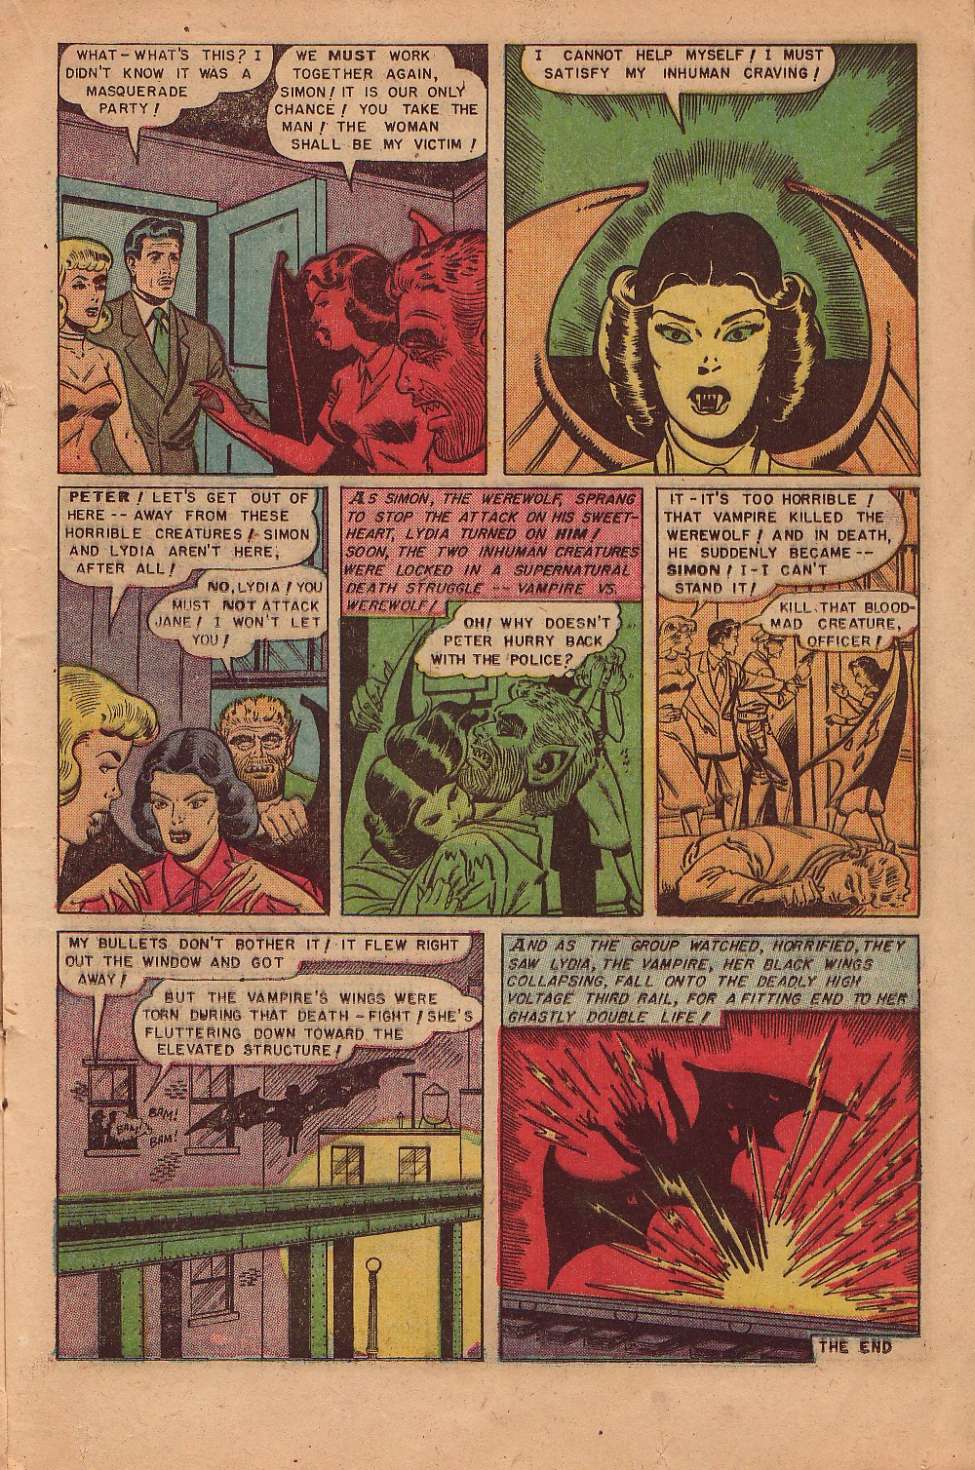 WHAT-WHAT'S THIS? I
DIDN'T KNOW IT WAS A
MASQUERADE
PARTY!
WE MUST WORK
TOGETHER AGAIN,
SIMON! IT IS OUR ONLY
CHANCE! YOU TAKE THE
MAN! THE WOMAN
SHALL BE MY VICTIM!
I CANNOT HELP MYSELF! I MUST
SATISFY MY INHUMAN CRAVING!
PETER! LET'S GET OUT OF
HERE -- AWAY FROM THESE
HORRIBLE CREATURES! SIMON
AND LYDIA AREN'T HERE,
AFTER ALL!
NO, LYDIA! YOU
MUST NOT ATTACK
JANE! I WON'T LET
YOU!
AS SIMON, THE WEREWOLF, SPRANG
TO STOP THE ATTACK ON HIS SWEET-
HEART, LYDIA TURNED ON HIM!
SOON, THE TWO INHUMAN CREATURES
WERE LOCKED IN A SUPERNATURAL
DEATH STRUGGLE -- VAMPIRE VS.
WEREWOLF!
OH! WHY DOESN'T
PETER HURRY BACK
WITH THE POLICE?
IT-IT'S TOO HORRIBLE!
THAT VAMPIRE KILLED THE
WEREWOLF! AND IN DEATH,
HE SUDDENLY BECAME --
SIMON! I-I CAN'T
STAND IT!
KILL THAT BLOOD-
MAD CREATURE,
OFFICER!
MY BULLETS DON'T BOTHER IT! IT FLEW RIGHT
OUT THE WINDOW AND GOT
AWAY!
BUT THE VAMPIRE'S WINGS WERE
TORN DURING THAT DEATH-FIGHT! SHE'S
FLUTTERING DOWN TOWARD THE
ELEVATED STRUCTURE!
BAM!
BAM!
BAM!
AND AS THE GROUP WATCHED, HORRIFIED, THEY
SAW LYDIA, THE VAMPIRE, HER BLACK WINGS
COLLAPSING, FALL ONTO THE DEADLY HIGH
VOLTAGE THIRD RAIL, FOR A FITTING END TO HER
GHASTLY DOUBLE LIFE!
THE END